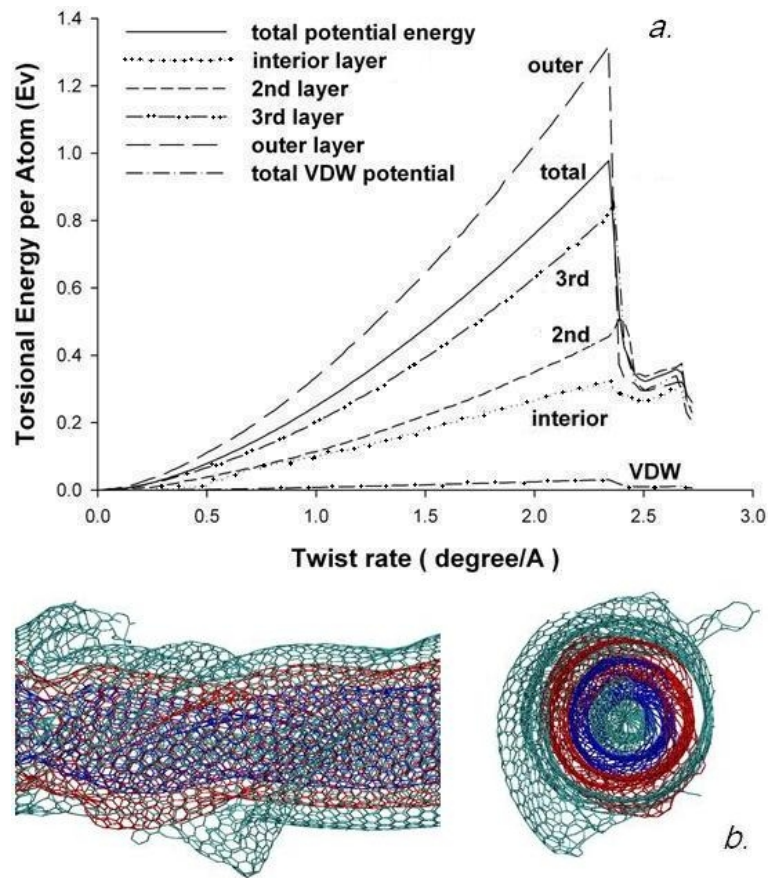 a.
Torsional Energy per Atom (Ev)
1.4
1.2
1.0
0.8
0.6
0.4
0.2
0.0
total potential energy
interior layer
2nd layer
3rd layer
outer layer
total VDW potential
outer
total
3rd
2nd
interior
VDW
0.0 0.5 1.0 1.5 2.0 2.5 3.0
Twist rate ( degree/A )
b.